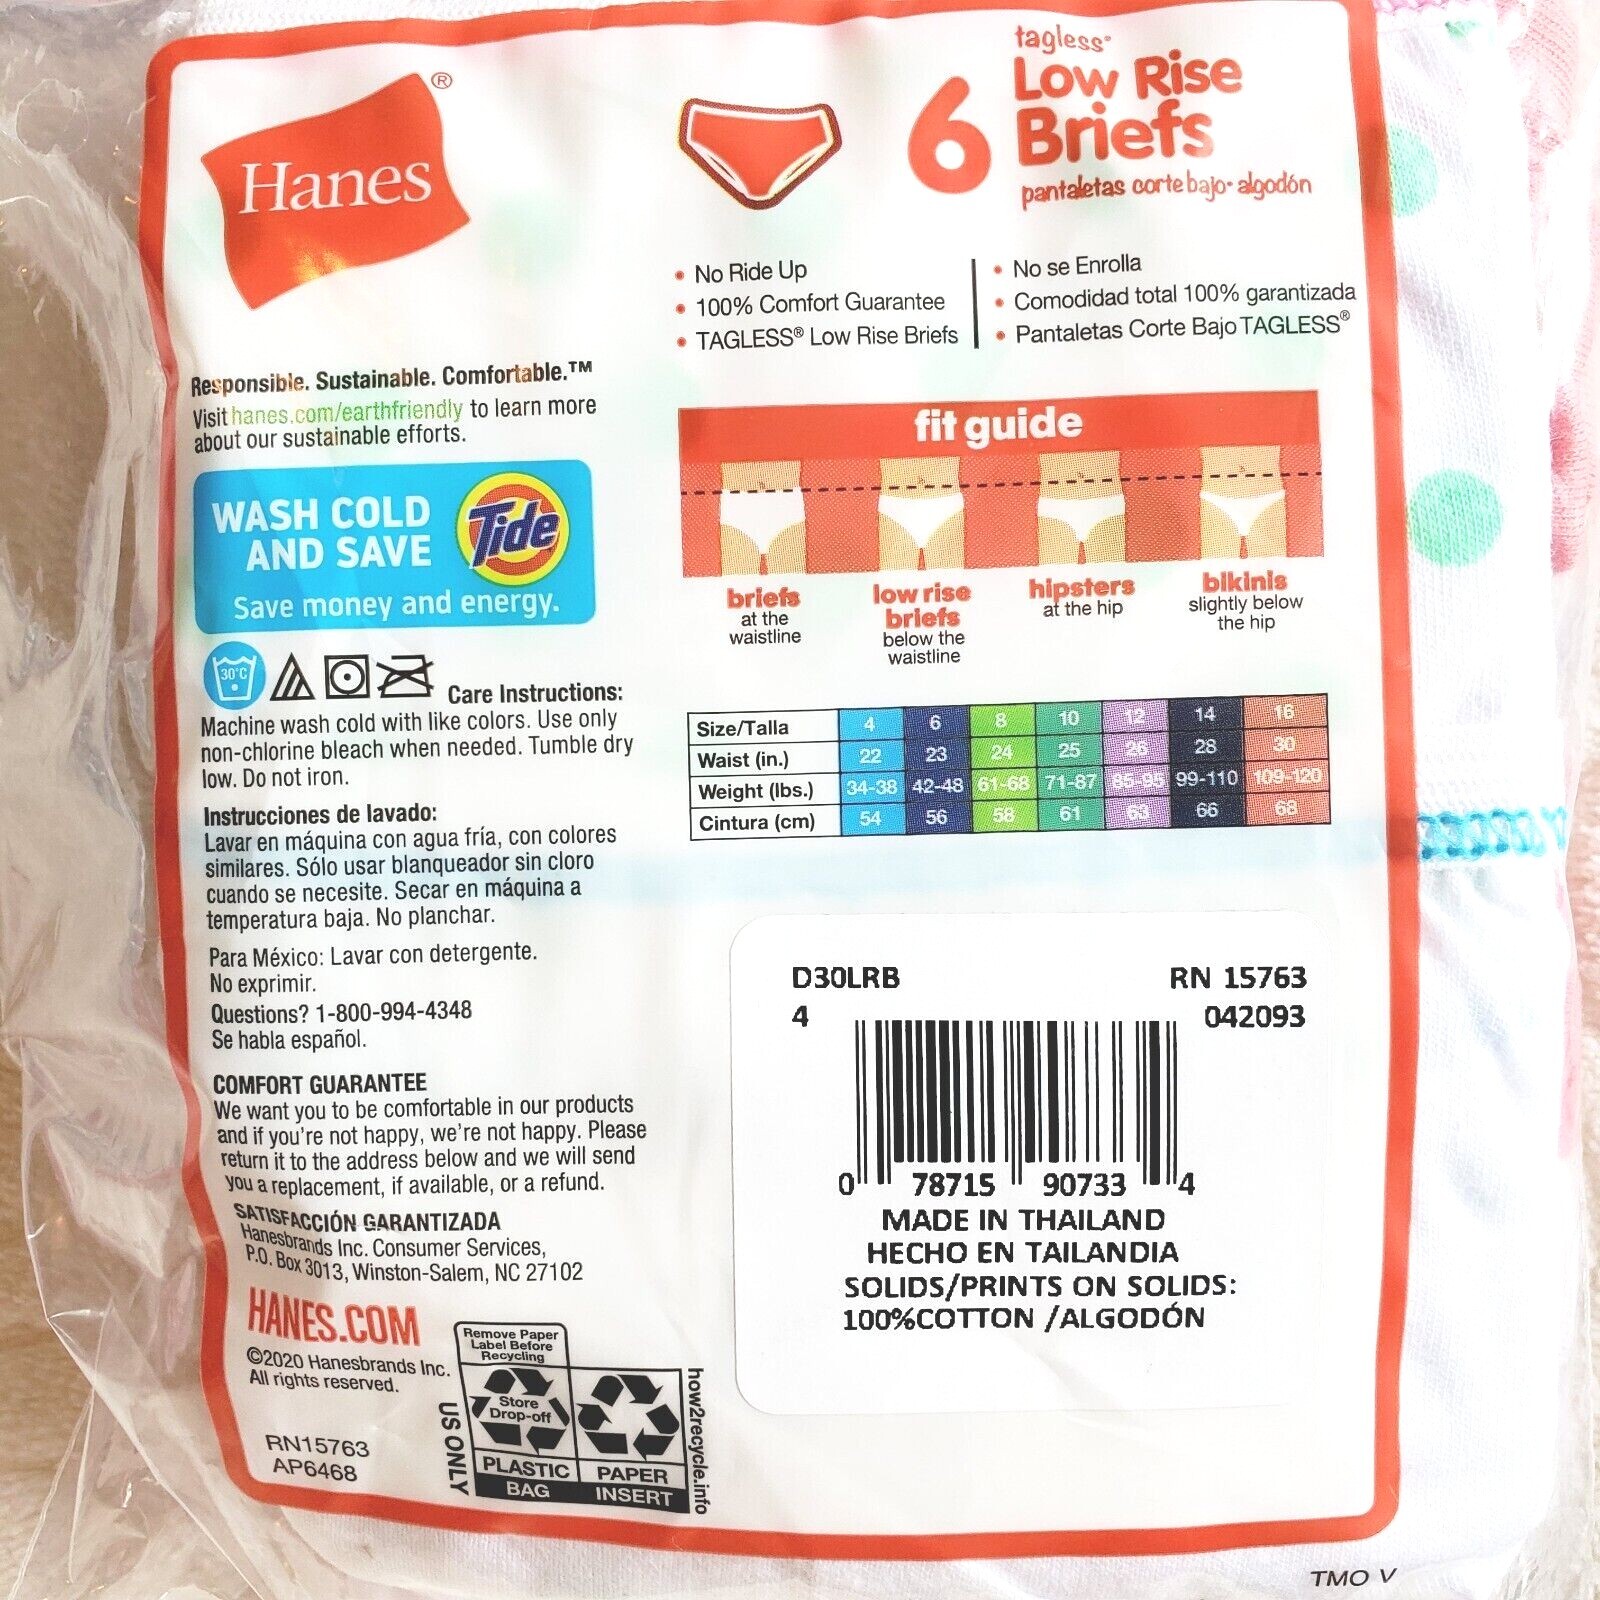 Hanes®
6
tagless®
Low Rise
Briefs
pantaletas corte bajo • algodón
• No Ride Up
• 100% Comfort Guarantee
• TAGLESS® Low Rise Briefs
• No se Enrolla
• Comodidad total 100% garantizada
• Pantaletas Corte Bajo TAGLESS®
Responsible. Sustainable. Comfortable.™
Visit hanes.com/earthfriendly to learn more
about our sustainable efforts.
WASH COLD
AND SAVE
Tide
Save money and energy.
30°C
Care Instructions:
Machine wash cold with like colors. Use only
non-chlorine bleach when needed. Tumble dry
low. Do not iron.
Instrucciones de lavado:
Lavar en máquina con agua fría, con colores
similares. Sólo usar blanqueador sin cloro
cuando se necesite. Secar en máquina a
temperatura baja. No planchar.
Para México: Lavar con detergente.
No exprimir.
Questions? 1-800-994-4348
Se habla español.
COMFORT GUARANTEE
We want you to be comfortable in our products
and if you're not happy, we're not happy. Please
return it to the address below and we will send
you a replacement, if available, or a refund.
SATISFACCIÓN GARANTIZADA
Hanesbrands Inc. Consumer Services,
P.O. Box 3013, Winston-Salem, NC 27102
HANES.COM
©2020 Hanesbrands Inc.
All rights reserved.
RN15763
AP6468
US ONLY
Remove Paper
Label Before
Recycling
Store
Drop-off
PLASTIC
BAG
PAPER
INSERT
how2recycle.info
fit guide
briefs
at the
waistline
low rise
briefs
below the
waistline
hipsters
at the hip
bikinis
slightly below
the hip
Size/Talla 4 6 8 10 12 14 16
Waist (in.) 22 23 24 25 26 28 30
Weight (lbs.) 34-38 42-48 61-68 71-87 85-95 99-110 109-120
Cintura (cm) 54 56 58 61 63 66 68
D30LRB RN 15763
4 042093
0 78715 90733 4
MADE IN THAILAND
HECHO EN TAILANDIA
SOLIDS/PRINTS ON SOLIDS:
100%COTTON /ALGODÓN
TMO V